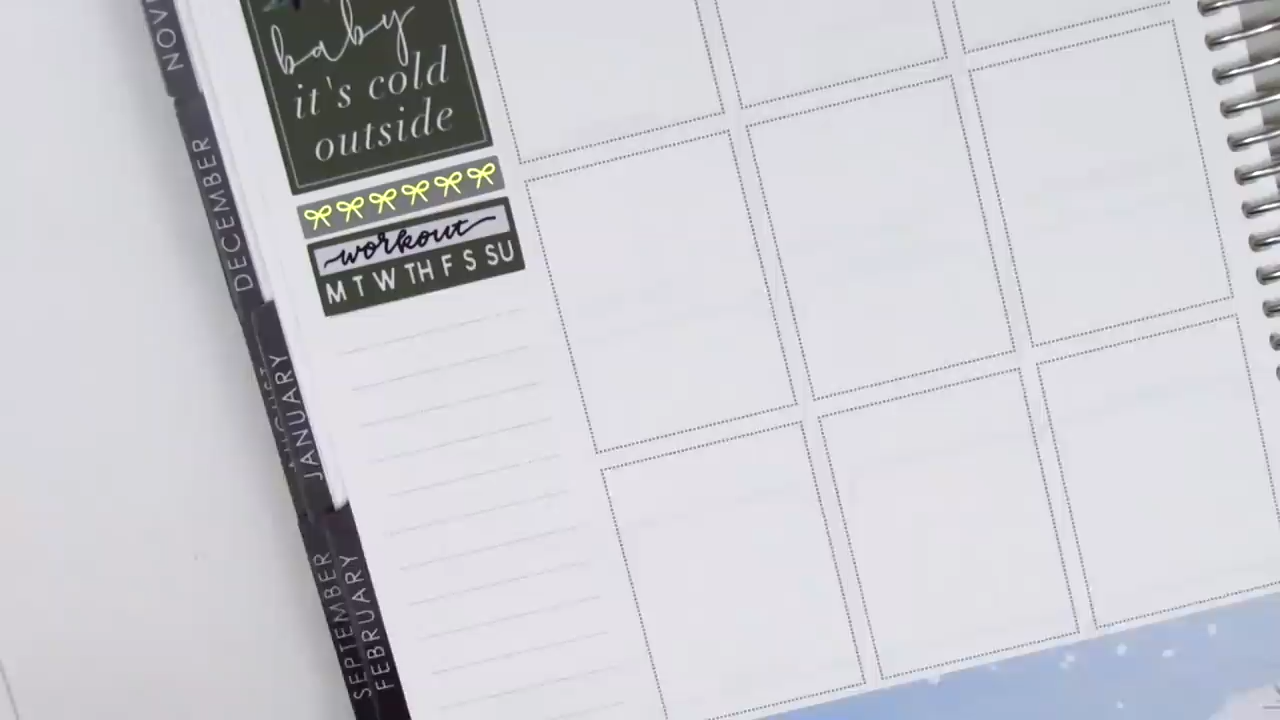 baby
it's cold
outside
workout
M T W TH F S SU
NOV
DECEMBER
JANUARY
SEPTEMBER
FEBRUARY